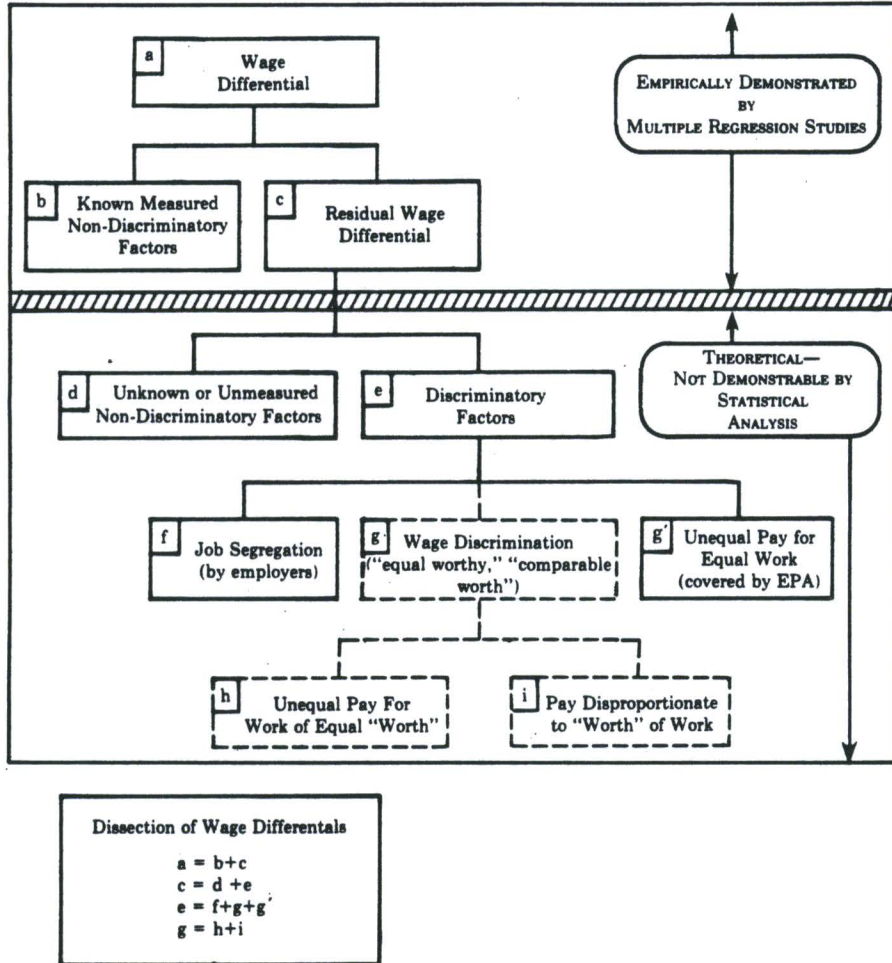 a
Wage
Differential
EMPIRICALLY DEMONSTRATED
BY
MULTIPLE REGRESSION STUDIES
b
Known Measured
Non-Discriminatory
Factors
c
Residual Wage
Differential
d
Unknown or Unmeasured
Non-Discriminatory Factors
e
Discriminatory
Factors
THEORETICAL—
NOT DEMONSTRABLE BY
STATISTICAL
ANALYSIS
f
Job Segregation
(by employers)
g
Wage Discrimination
("equal worthy," "comparable
worth")
g'
Unequal Pay for
Equal Work
(covered by EPA)
h
Unequal Pay For
Work of Equal "Worth"
i
Pay Disproportionate
to "Worth" of Work
Dissection of Wage Differentals
a = b+c
c = d +e
e = f+g+g'
g = h+i